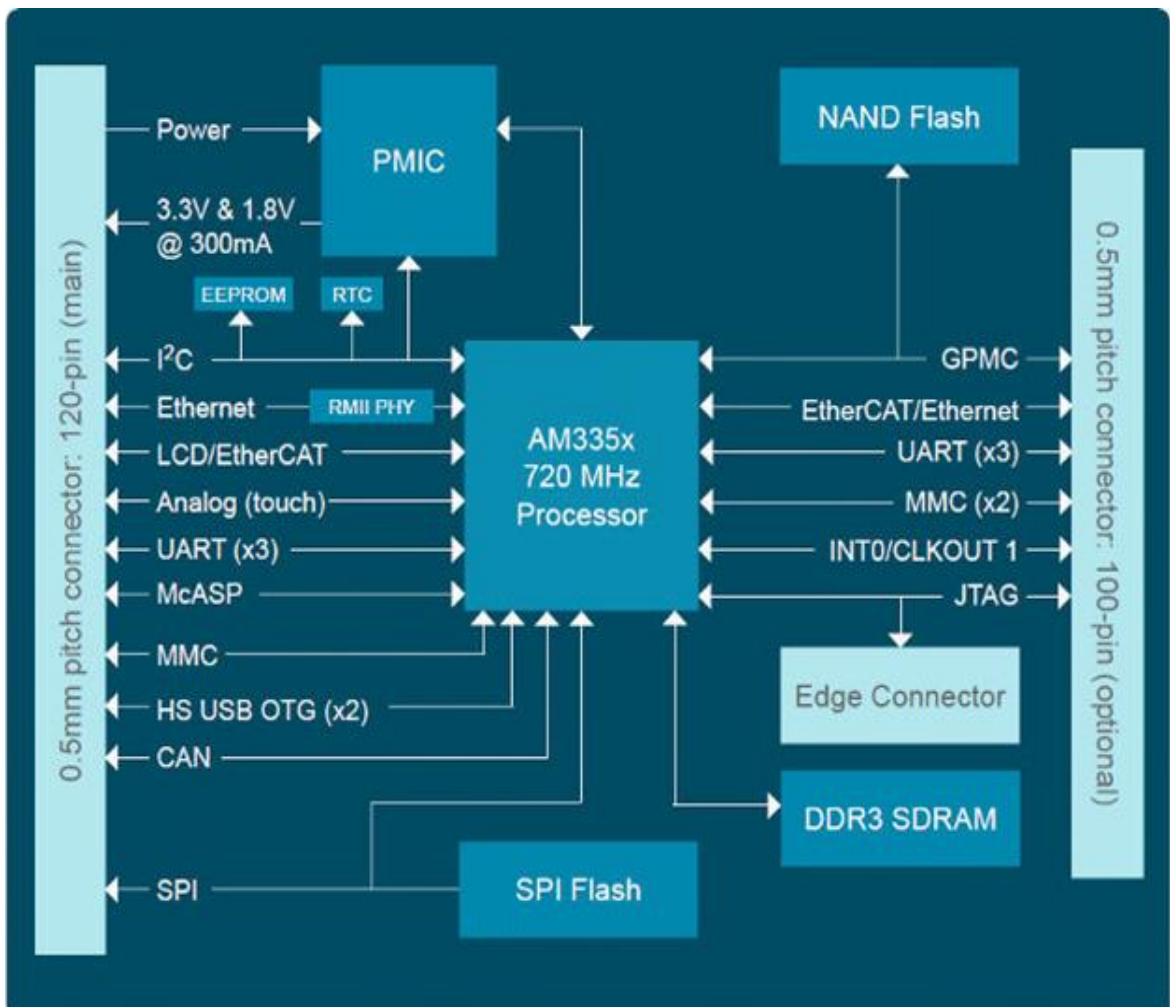 Power
PMIC
NAND Flash
3.3V & 1.8V
@ 300mA
EEPROM
RTC
I²C
GPMC
Ethernet
RMII PHY
EtherCAT/Ethernet
LCD/EtherCAT
AM335x
720 MHz
Processor
UART (x3)
Analog (touch)
MMC (x2)
UART (x3)
INT0/CLKOUT 1
McASP
JTAG
MMC
HS USB OTG (x2)
Edge Connector
CAN
DDR3 SDRAM
SPI
SPI Flash
0.5mm pitch connector: 120-pin (main)
0.5mm pitch connector: 100-pin (optional)